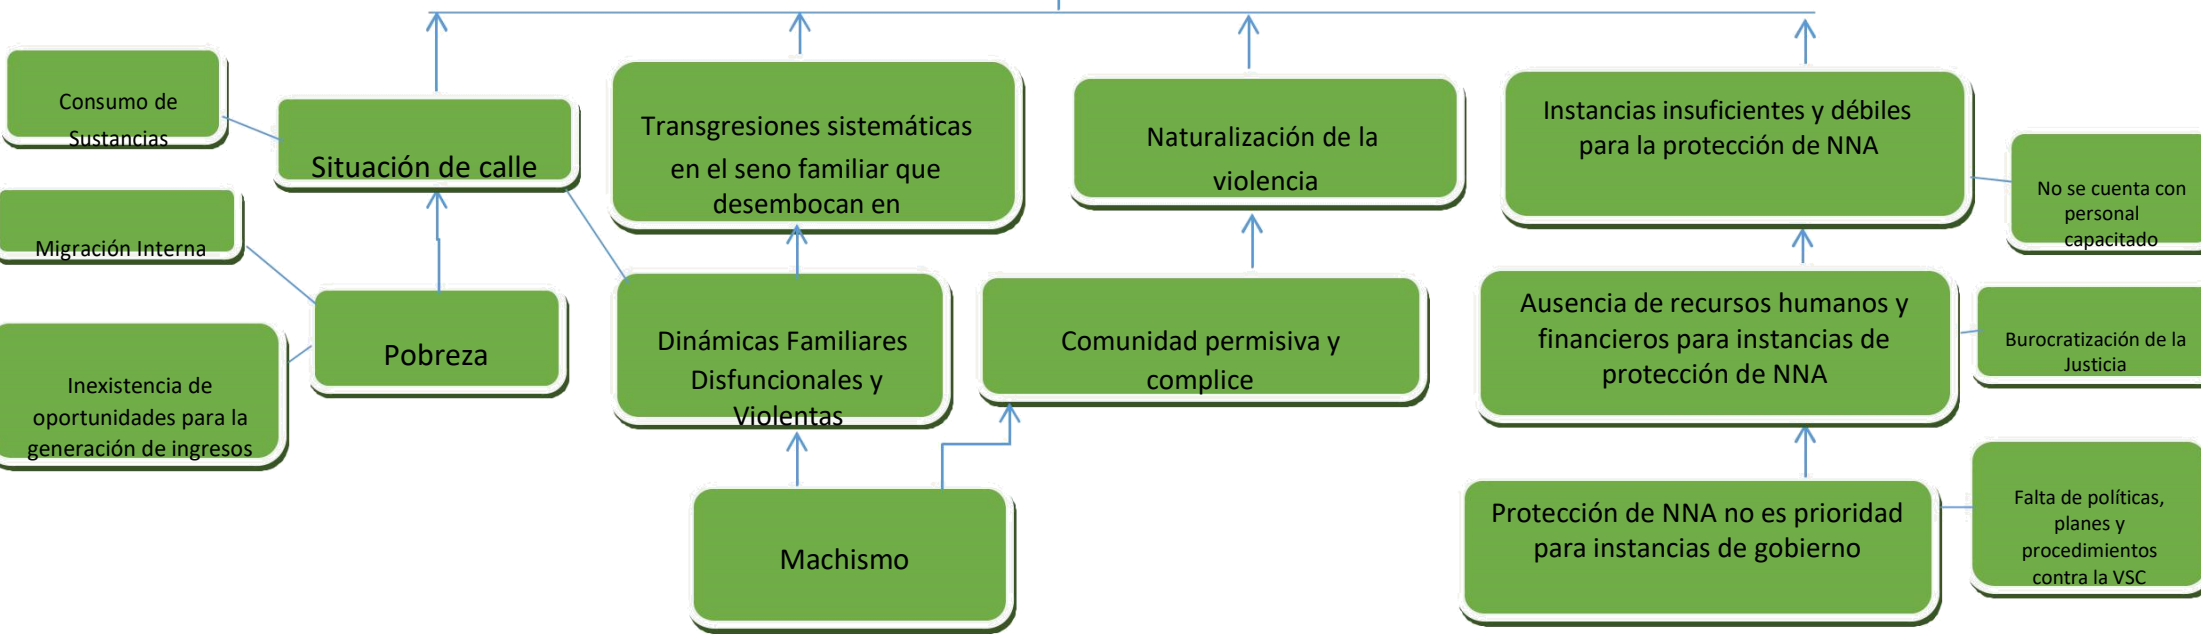 Consumo de
Sustancias
Situación de calle
Transgresiones sistemáticas
en el seno familiar que
desembocan en
Naturalización de la
violencia
Instancias insuficientes y débiles
para la protección de NNA
No se cuenta con
personal
capacitado
Migración Interna
Pobreza
Inexistencia de
oportunidades para la
generación de ingresos
Dinámicas Familiares
Disfuncionales y
Violentas
Comunidad permisiva y
complice
Ausencia de recursos humanos y
financieros para instancias de
protección de NNA
Burocratización de la
Justicia
Machismo
Protección de NNA no es prioridad
para instancias de gobierno
Falta de políticas,
planes y
procedimientos
contra la VSC